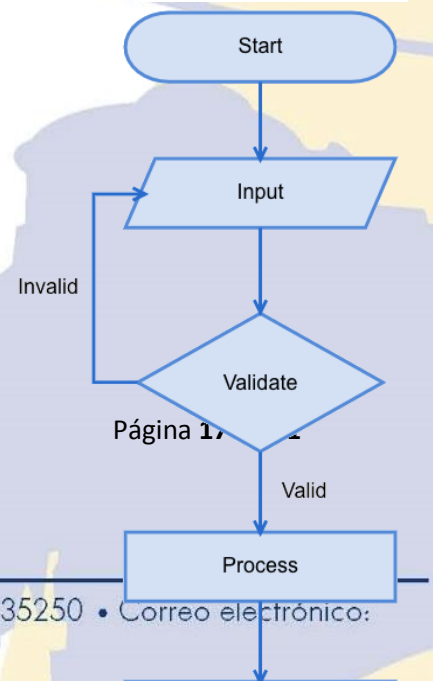 Start
Input
Invalid
Validate
Página
Valid
Process
35250 • Correo electrónico: